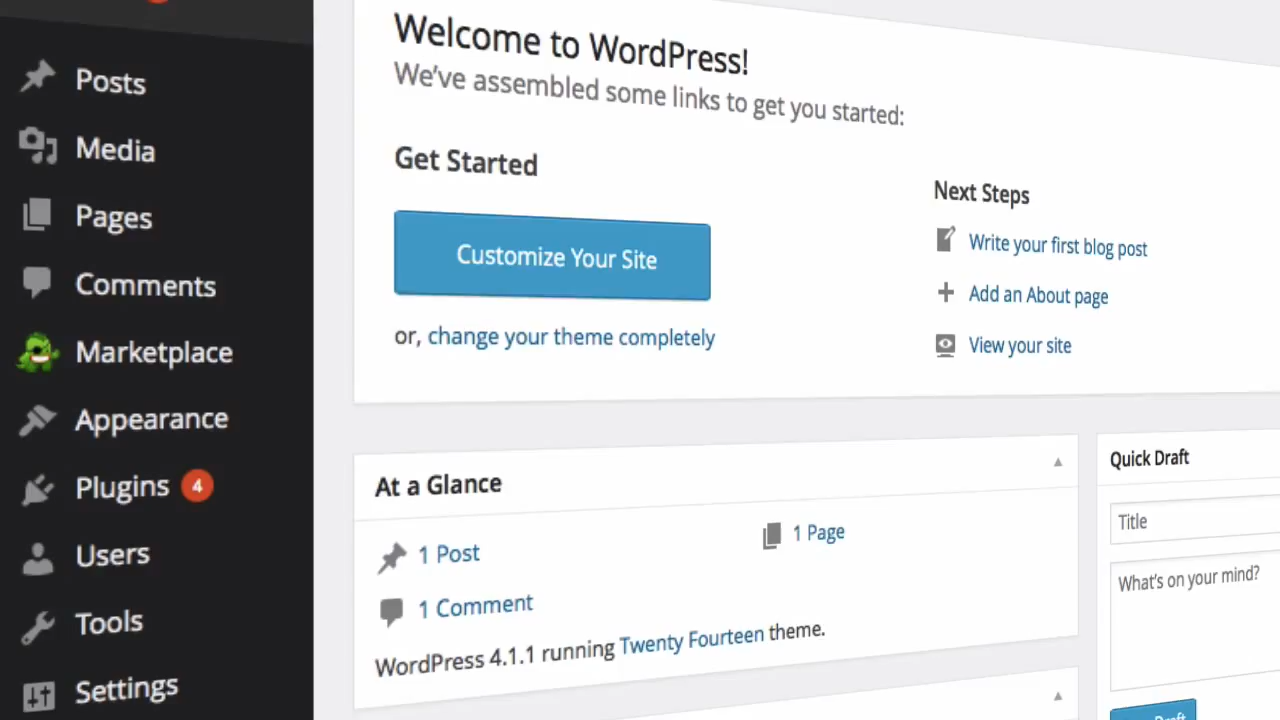 Posts
Media
Pages
Comments
Marketplace
Appearance
Plugins 4
Users
Tools
Settings
Welcome to WordPress!
We've assembled some links to get you started:
Get Started
Customize Your Site
or, change your theme completely
Next Steps
Write your first blog post
Add an About page
View your site
At a Glance
1 Post
1 Page
1 Comment
WordPress 4.1.1 running Twenty Fourteen theme.
Quick Draft
Title
What's on your mind?
Draft